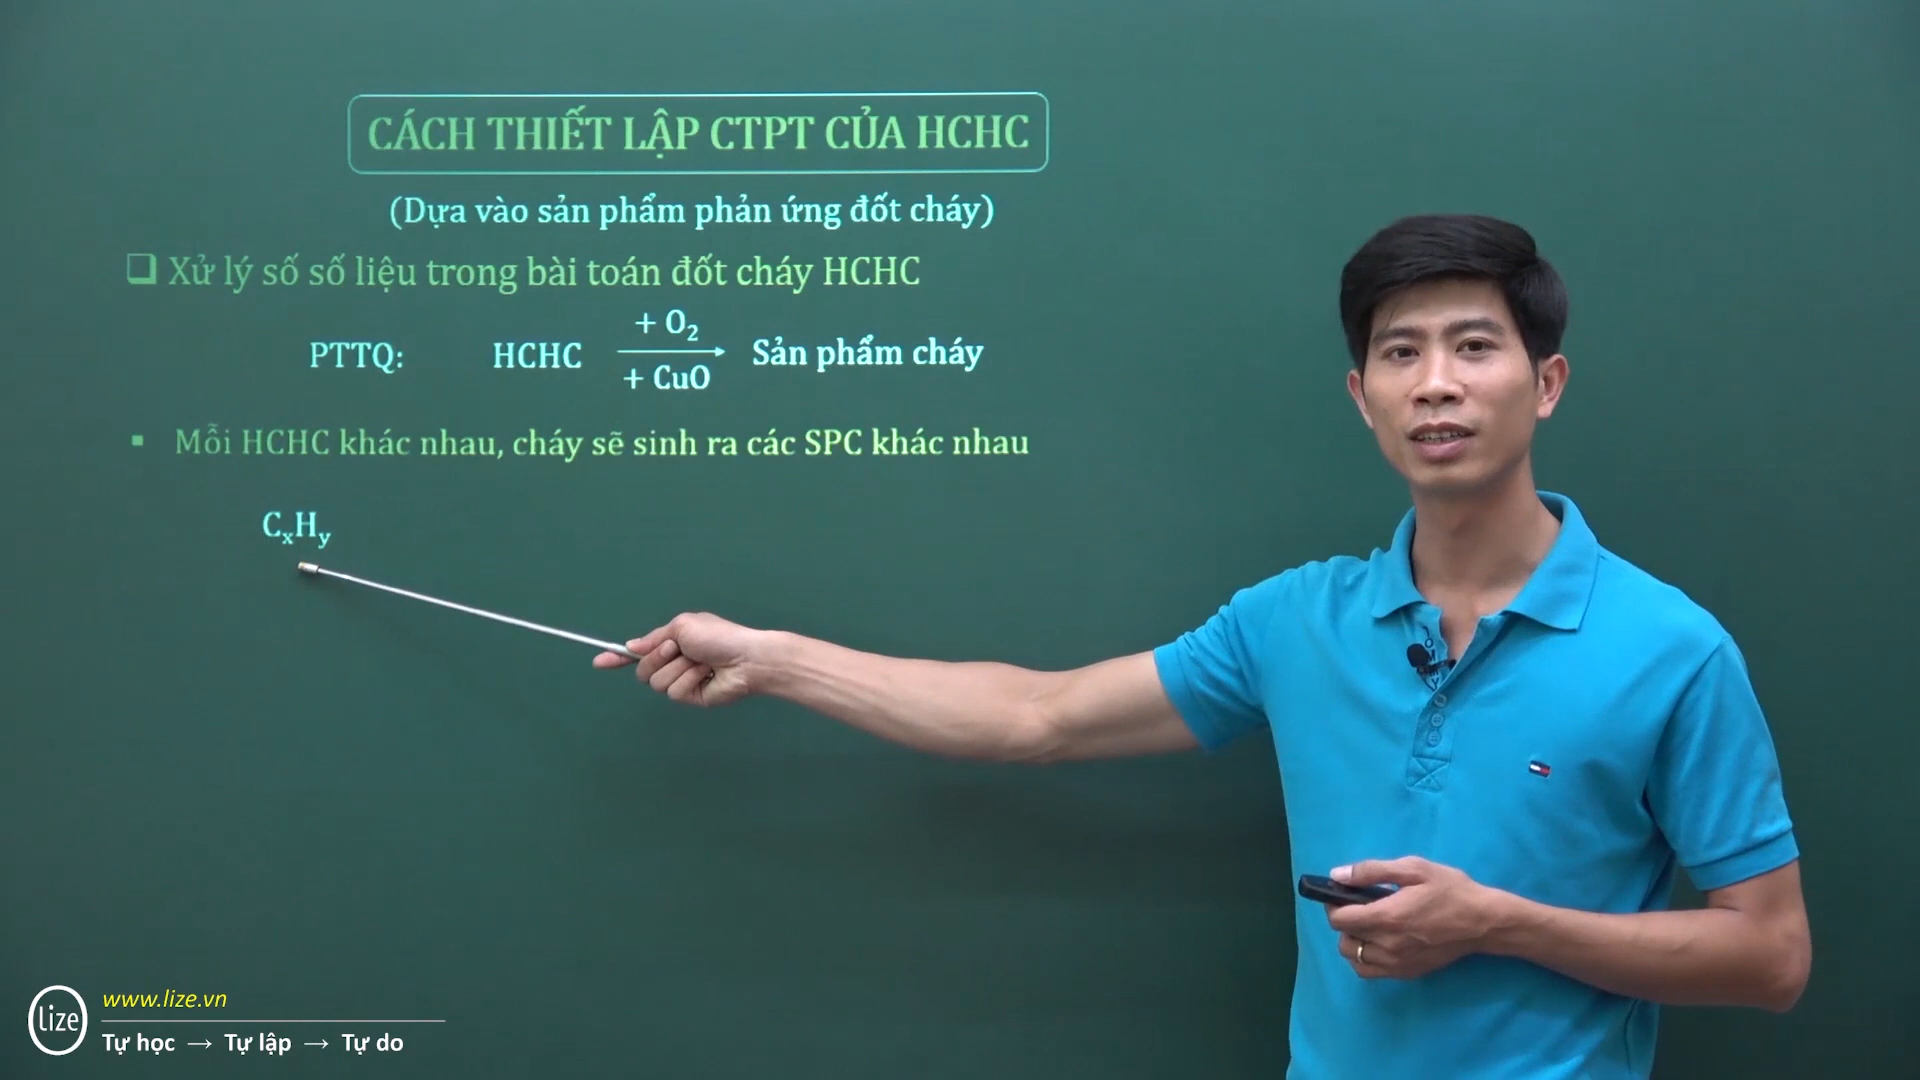 CÁCH THIẾT LẬP CTPT CỦA HCHC
(Dựa vào sản phẩm phản ứng đốt cháy)
❑ Xử lý số số liệu trong bài toán đốt cháy HCHC
+ O₂
PTTQ: HCHC → Sản phẩm cháy
+ CuO
▪ Mỗi HCHC khác nhau, cháy sẽ sinh ra các SPC khác nhau
CₓHᵧ
lize
www.lize.vn
Tự học → Tự lập → Tự do